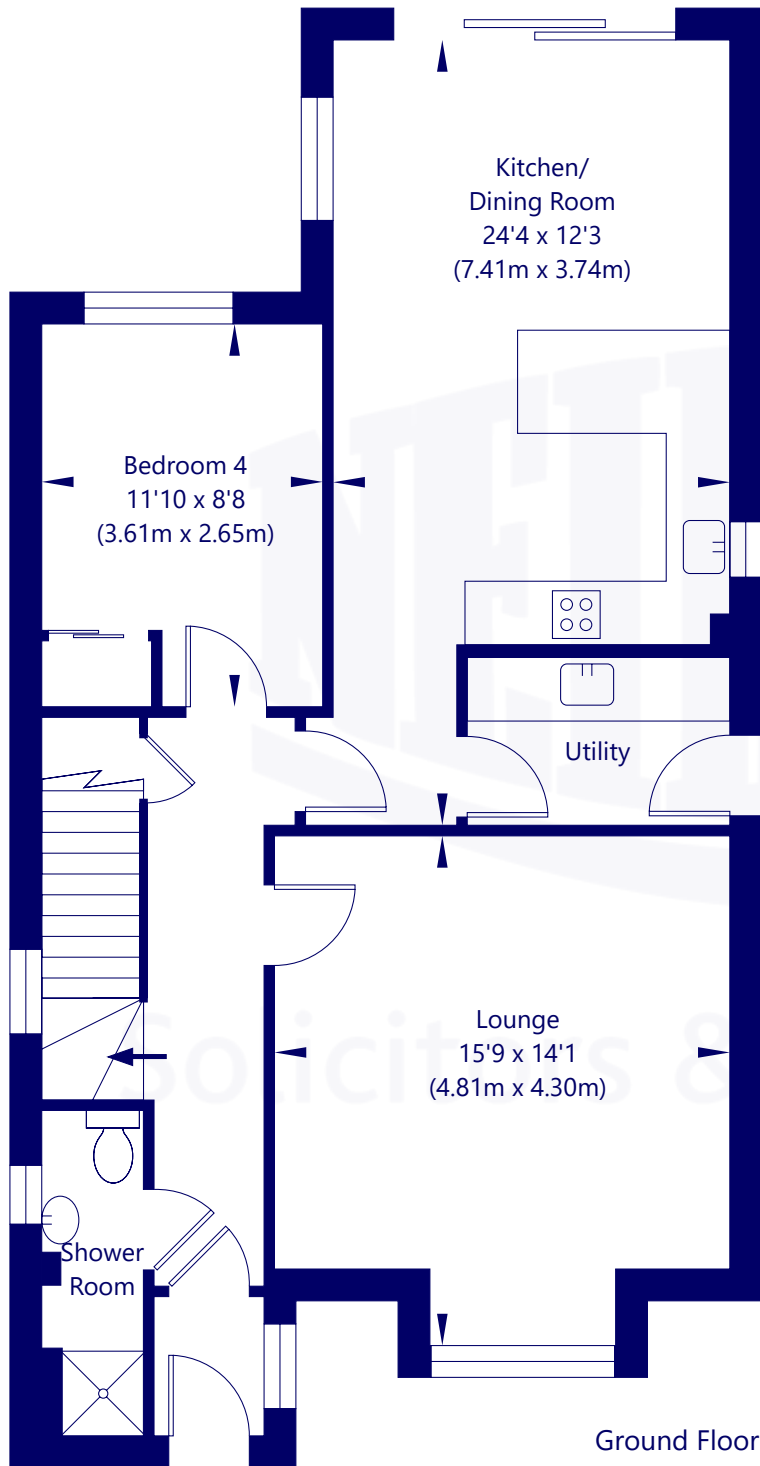 Kitchen/
Dining Room
24'4 x 12'3
(7.41m x 3.74m)
Bedroom 4
11'10 x 8'8
(3.61m x 2.65m)
Utility
Lounge
15'9 x 14'1
(4.81m x 4.30m)
Solicitors &
Shower
Room
Ground Floor